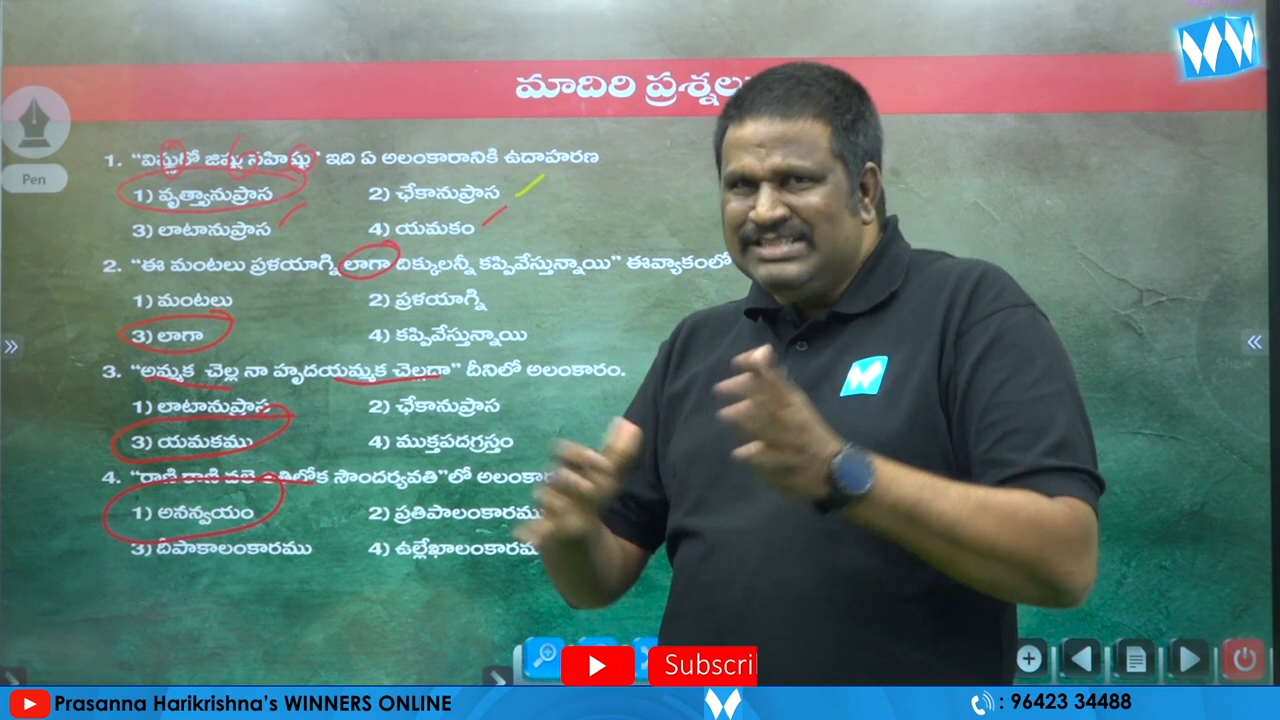 మాదిరి ప్రశ్నలు
Pen
1. “విష్ణులో జిష్ణు సహిష్ణు” ఇది ఏ అలంకారానికి ఉదాహరణ
1) వృత్యానుప్రాస 2) ఛేకానుప్రాస
3) లాటానుప్రాస 4) యమకం
2. “ఈ మంటలు ప్రళయాగ్ని లాగా దిక్కులన్నీ కప్పివేస్తున్నాయి” ఈవ్యాకంలో
1) మంటలు 2) ప్రళయాగ్ని
3) లాగా 4) కప్పివేస్తున్నాయి
3. “అమ్మక చెల్ల నా హృదయమ్మక చెల్లదా” దీనిలో అలంకారం.
1) లాటానుప్రాస 2) ఛేకానుప్రాస
3) యమకము 4) ముక్తపదగ్రస్తం
4. “రాణి రాణి వలె అతిలోక సౌందర్యవతి”లో
1) అనన్వయం 2) ప్రతిపాలంకారము
3) దీపాకాలంకారము 4) ఉల్లేఖాలంకారము
Subscri
Prasanna Harikrishna's WINNERS ONLINE : 96423 34488